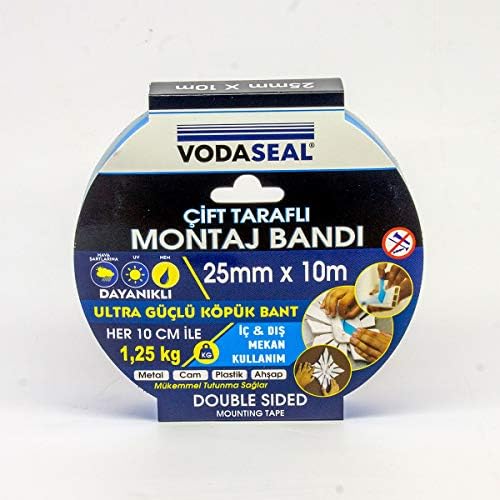 25mm X 10m
VODASEAL®
ÇİFT TARAFLI
MONTAJ BANDI
HAVA ŞARTLARINA UV NEM
25mm x 10m
DAYANIKLI
ULTRA GÜÇLÜ KÖPÜK BANT
HER 10 CM İLE
1,25 kg KG
İÇ & DIŞ
MEKAN
KULLANIM
Metal Cam Plastik Ahşap
Mükemmel Tutunma Sağlar
DOUBLE SIDED
MOUNTING TAPE